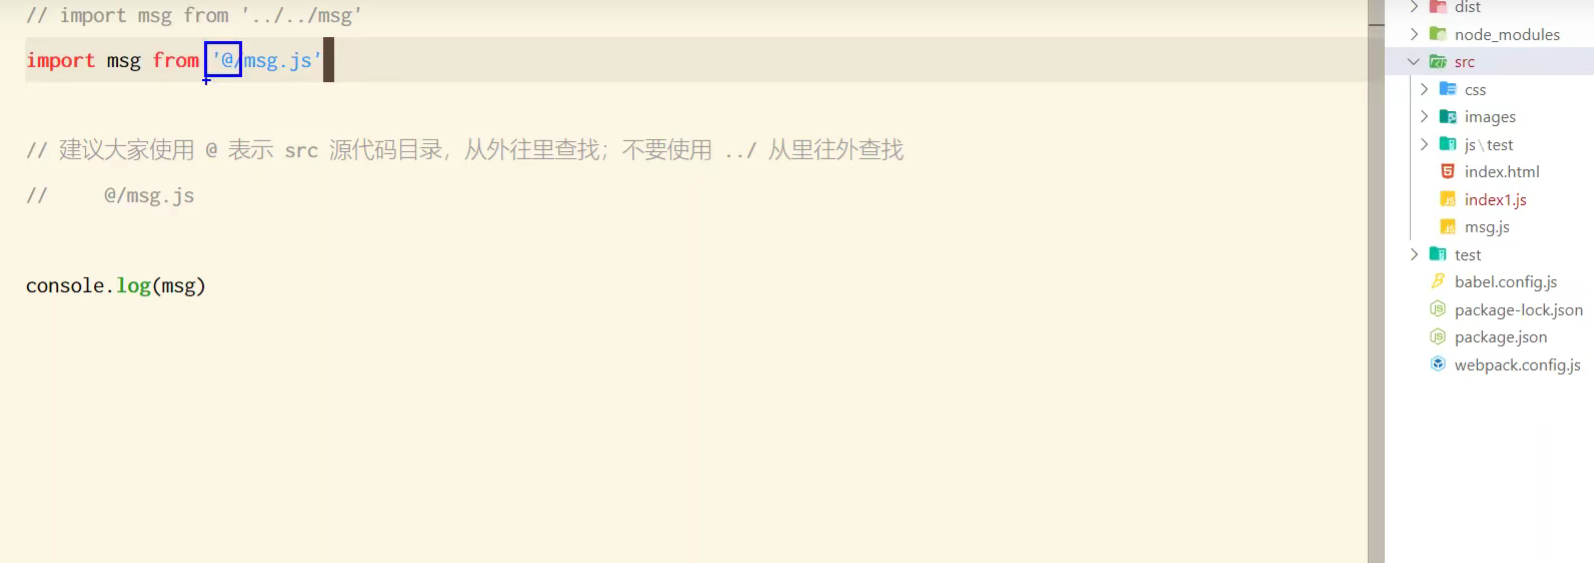 // import msg from '../../msg'
import msg from '@/msg.js'
// 建议大家使用 @ 表示 src 源代码目录，从外往里查找；不要使用 ../ 从里往外查找
//     @/msg.js
console.log(msg)
dist
node_modules
src
css
images
js\test
index.html
index1.js
msg.js
test
babel.config.js
package-lock.json
package.json
webpack.config.js